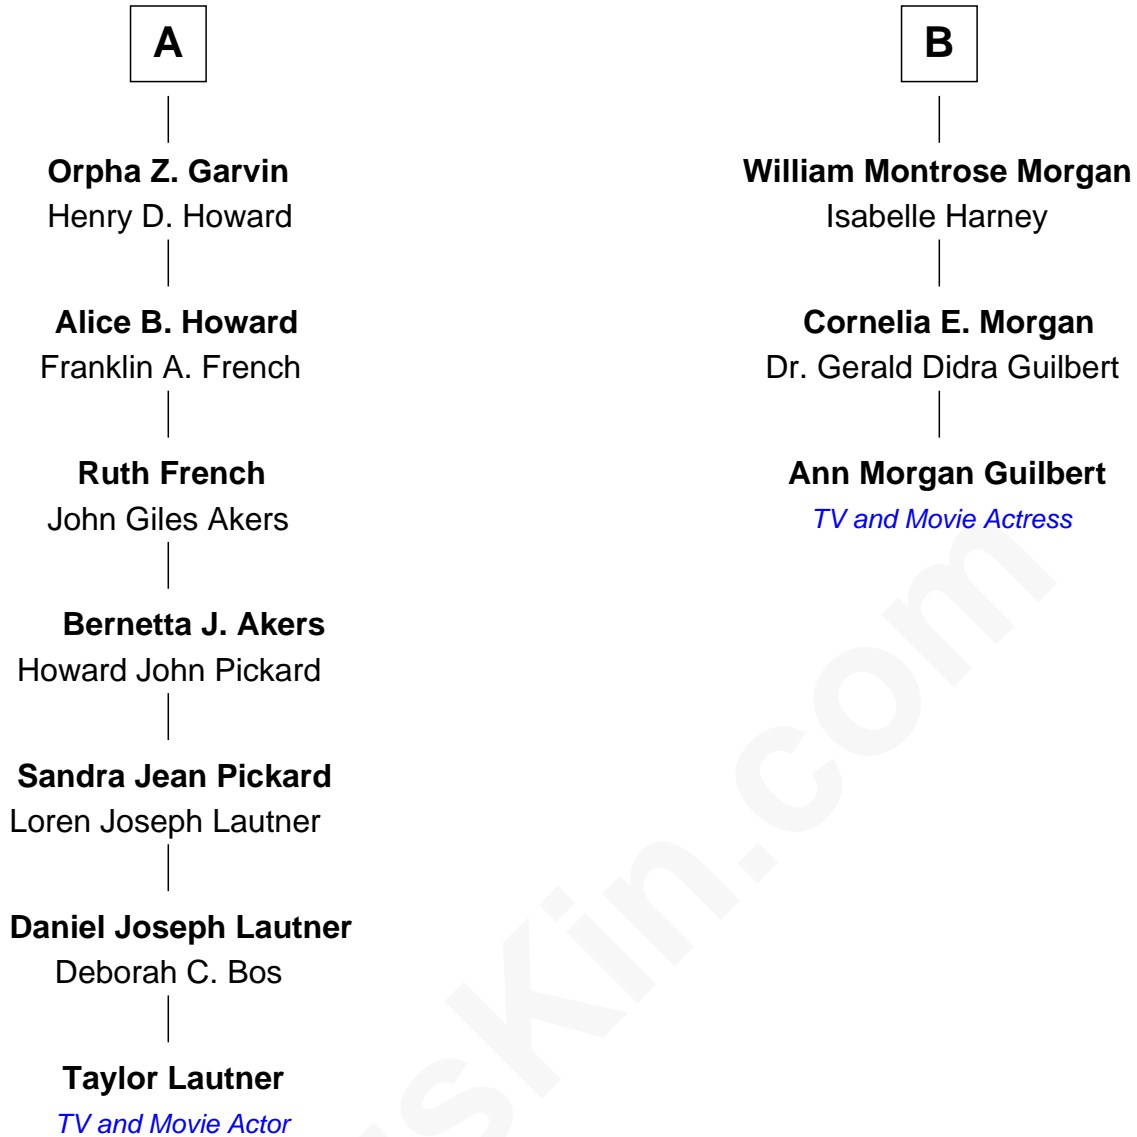 A
Orpha Z. Garvin
Henry D. Howard
Alice B. Howard
Franklin A. French
Ruth French
John Giles Akers
Bernetta J. Akers
Howard John Pickard
Sandra Jean Pickard
Loren Joseph Lautner
Daniel Joseph Lautner
Deborah C. Bos
Taylor Lautner
TV and Movie Actor
B
William Montrose Morgan
Isabelle Harney
Cornelia E. Morgan
Dr. Gerald Didra Guilbert
Ann Morgan Guilbert
TV and Movie Actress
sKin.com